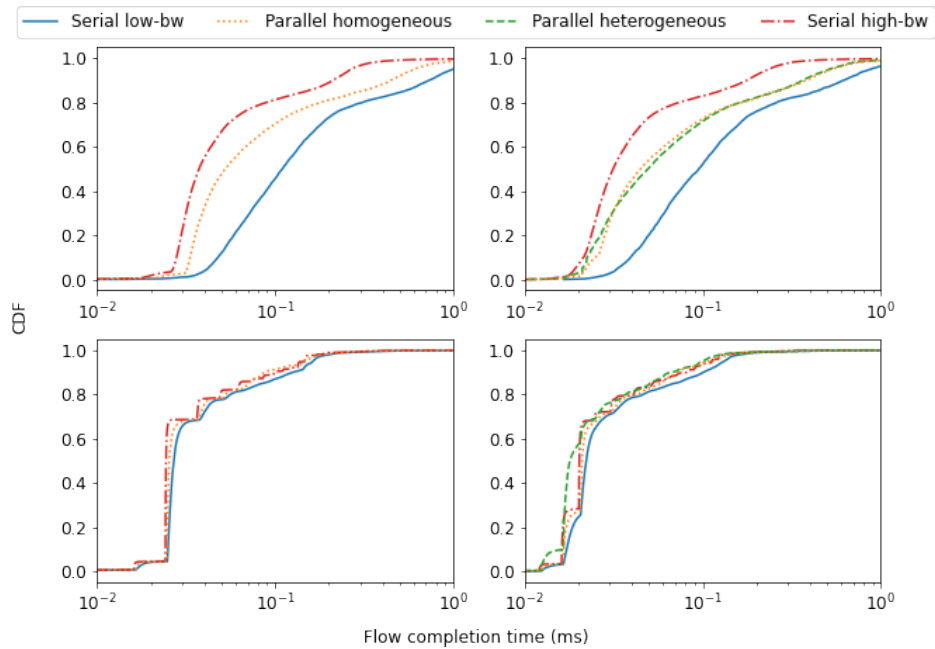 Serial low-bw Parallel homogeneous Parallel heterogeneous Serial high-bw
1.0 1.0
0.8 0.8
0.6 0.6
0.4 0.4
0.2 0.2
0.0 0.0
10⁻² 10⁻¹ 10⁰ 10⁻² 10⁻¹ 10⁰
CDF
1.0 1.0
0.8 0.8
0.6 0.6
0.4 0.4
0.2 0.2
0.0 0.0
10⁻² 10⁻¹ 10⁰ 10⁻² 10⁻¹ 10⁰
Flow completion time (ms)